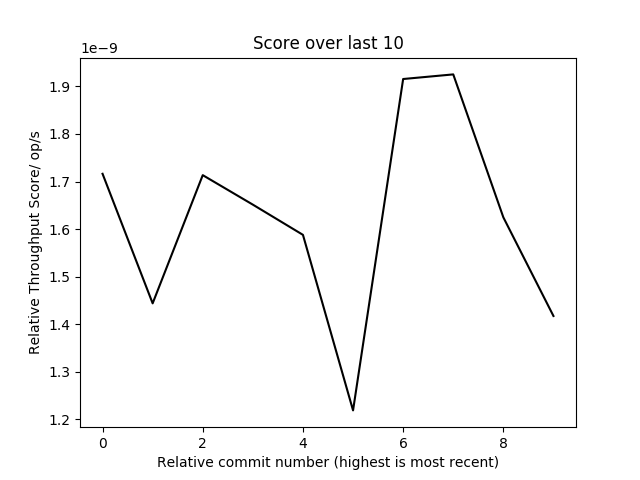 Score over last 10
1e−9
1.9
1.8
1.7
1.6
1.5
1.4
1.3
1.2
Relative Throughput Score/ op/s
0 2 4 6 8
Relative commit number (highest is most recent)